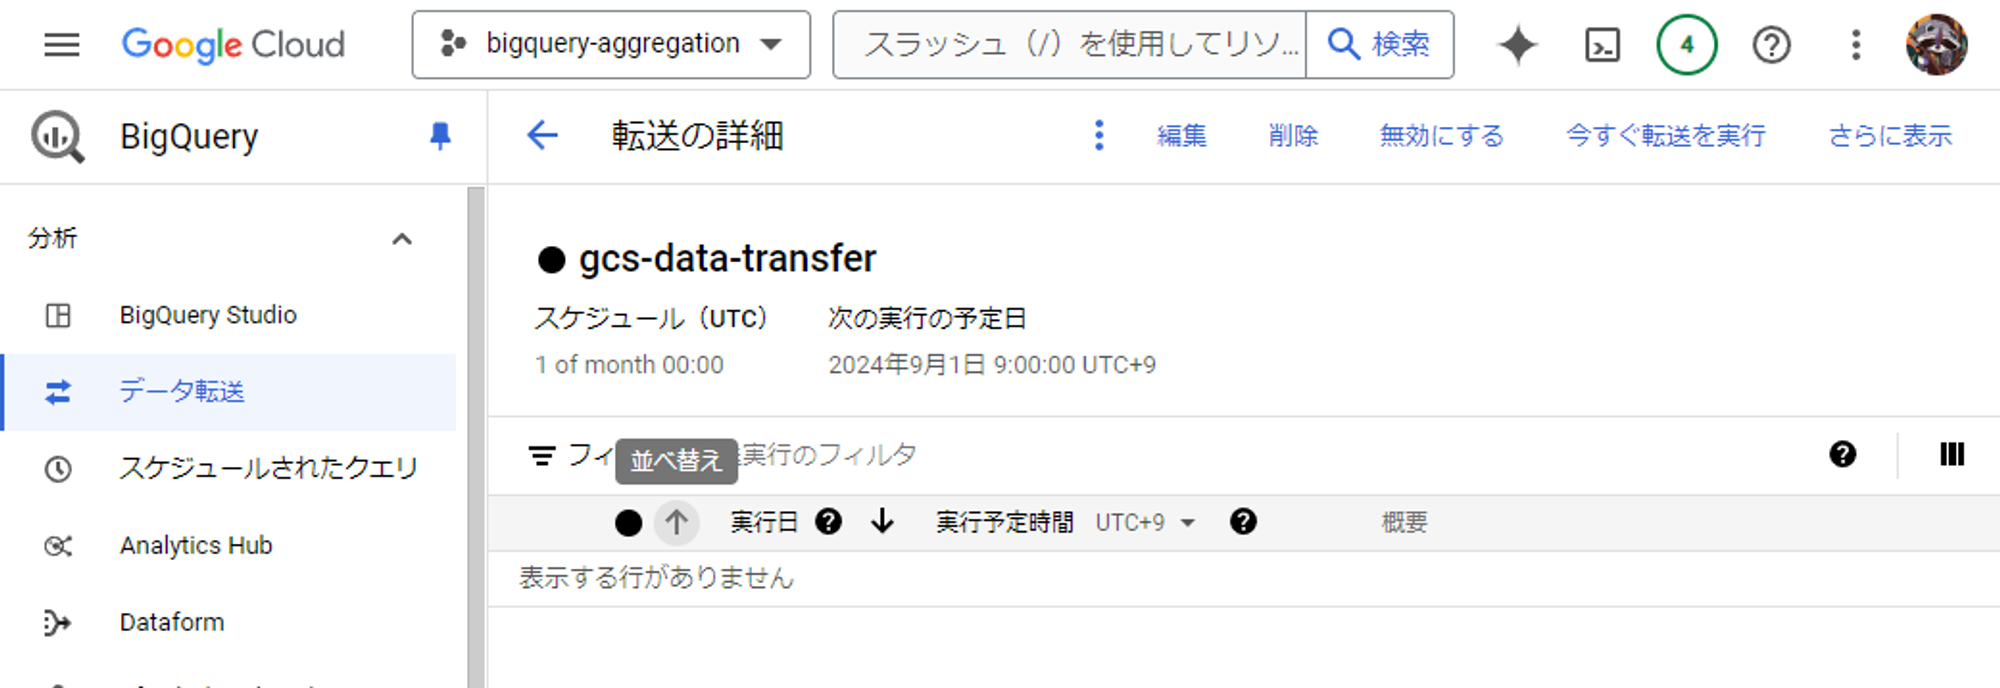 Google Cloud
bigquery-aggregation
スラッシュ（/）を使用してリソ...
検索
4
BigQuery
転送の詳細
編集
削除
無効にする
今すぐ転送を実行
さらに表示
分析
BigQuery Studio
データ転送
スケジュールされたクエリ
Analytics Hub
Dataform
gcs-data-transfer
スケジュール（UTC）
次の実行の予定日
1 of month 00:00
2024年9月1日 9:00:00 UTC+9
フィ
並べ替え
実行のフィルタ
実行日
実行予定時間
UTC+9
概要
表示する行がありません